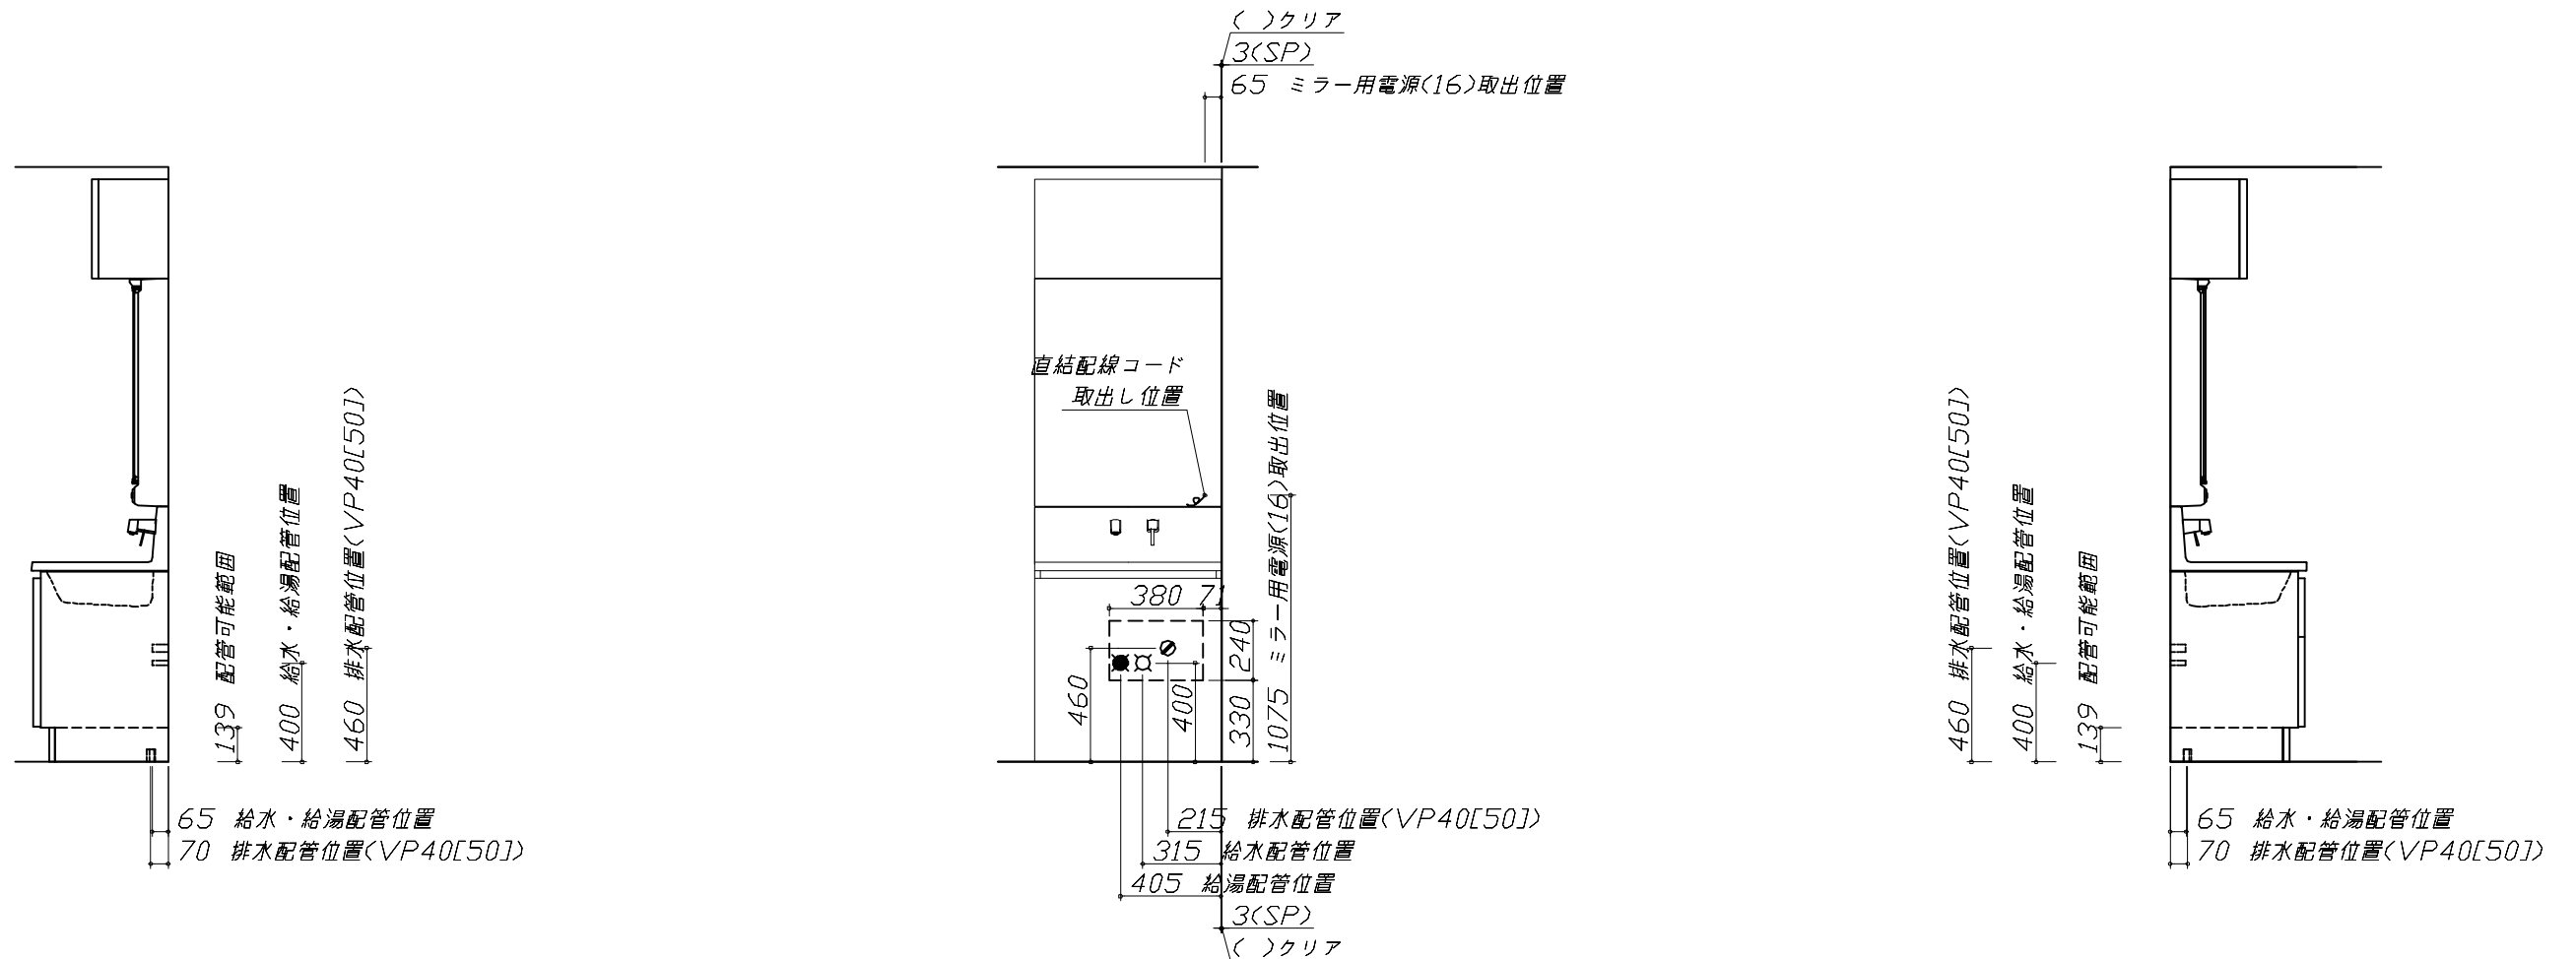 ( )クリア
3(SP)
65 ミラー用電源(16)取出位置
直結配線コード
取出し位置
139 配管可能範囲
400 給水・給湯配管位置
460 排水配管位置(VP40[50])
65 給水・給湯配管位置
70 排水配管位置(VP40[50])
380 71
240
330
460
400
1075 ミラー用電源(16)取出位置
215 排水配管位置(VP40[50])
315 給水配管位置
405 給湯配管位置
3(SP)
( )クリア
460 排水配管位置(VP40[50])
400 給水・給湯配管位置
139 配管可能範囲
65 給水・給湯配管位置
70 排水配管位置(VP40[50])